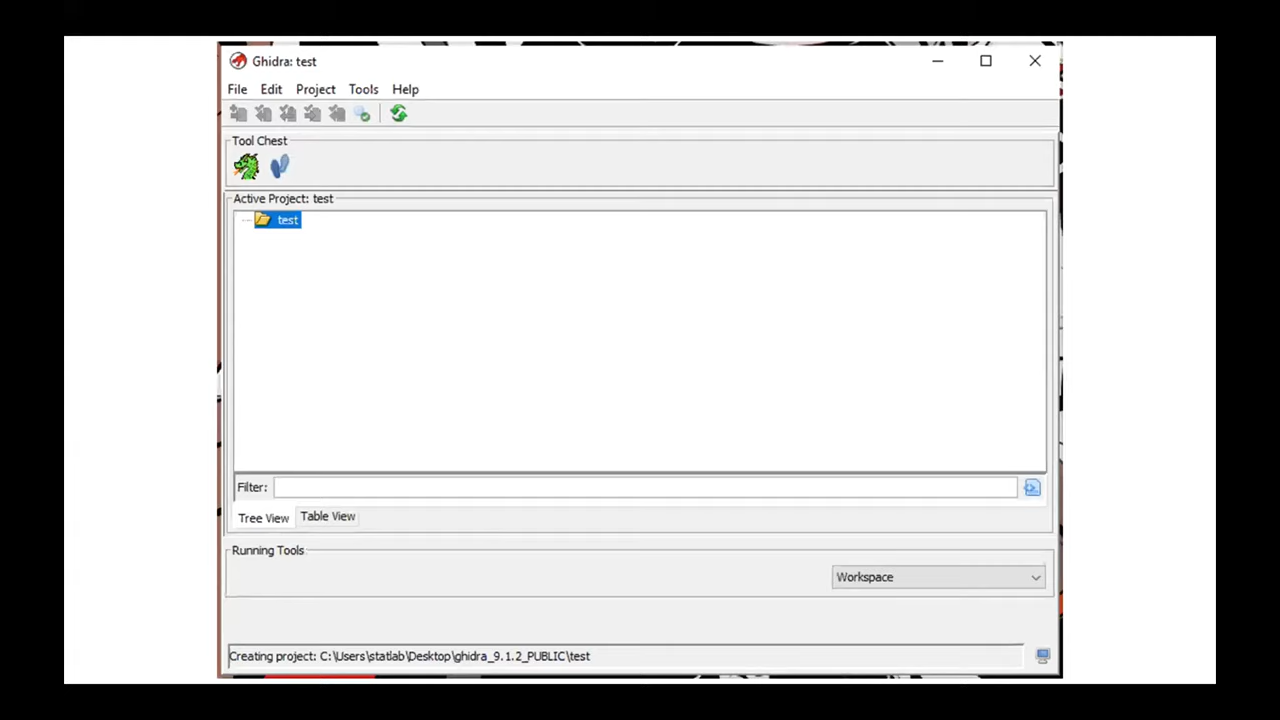 Ghidra: test
File Edit Project Tools Help
Tool Chest
Active Project: test
test
Filter:
Tree View Table View
Running Tools
Workspace
Creating project: C:\Users\statlab\Desktop\ghidra_9.1.2_PUBLIC\test